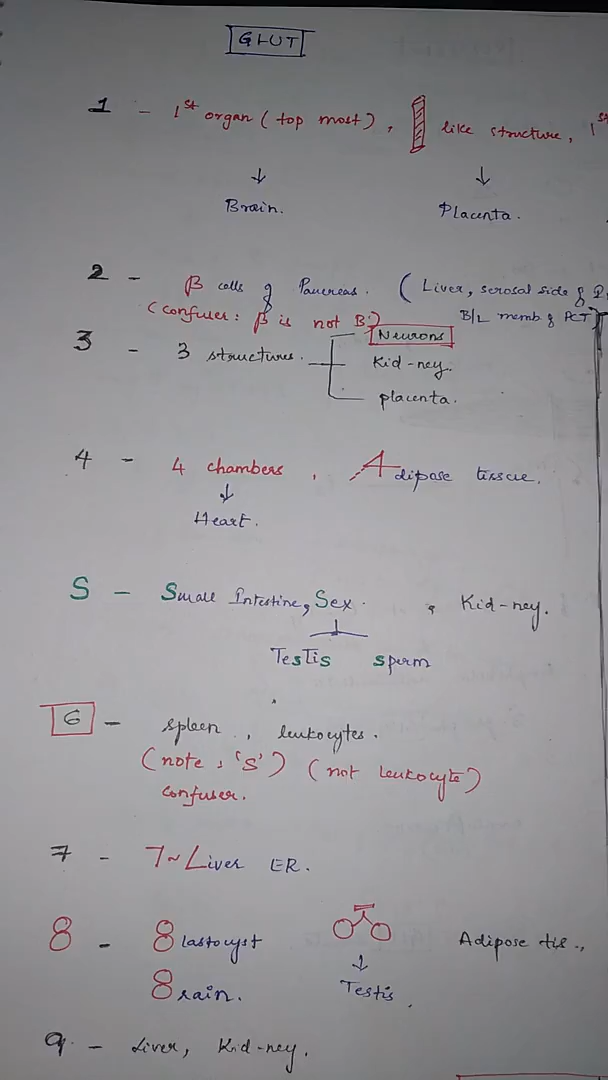 GLUT
1 - 1st organ (top most), like structure, 1st
Brain. Placenta.
2 - β cells of Pancreas. (Liver, serosal side of
(confuser: β is not B) B/L memb of PCT)
3 - 3 structures. Neurons
Kid-ney.
placenta.
4 - 4 chambers, Adipose tissue.
Heart.
S - Small Intestine, Sex. , Kid-ney.
Testis sperm
6 - spleen, leukocytes.
(note, 'S') (not leukocyte)
confuser.
7 - 7~Liver ER.
8 - 8lastocyst Adipose tis.,
8rain. Testis.
9 - Liver, Kid-ney.